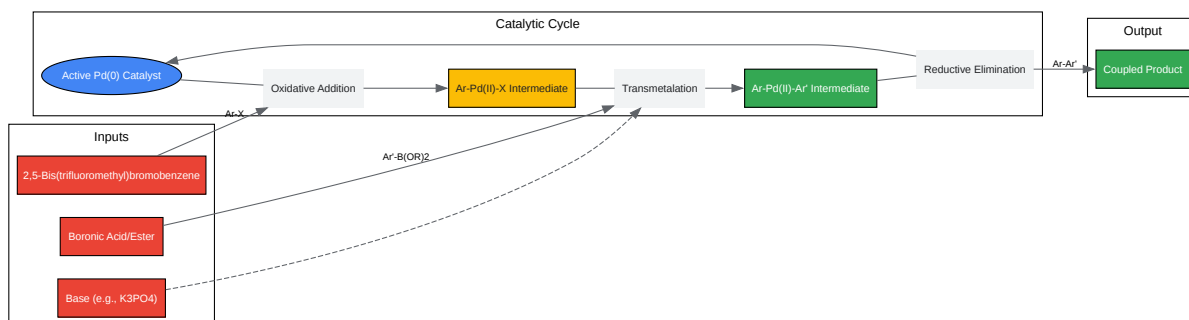 Catalytic Cycle
Output
Active Pd(0) Catalyst
Oxidative Addition
Ar-Pd(II)-X Intermediate
Transmetalation
Ar-Pd(II)-Ar' Intermediate
Reductive Elimination
Ar-Ar'
Coupled Product
Ar-X
Inputs
2,5-Bis(trifluoromethyl)bromobenzene
Ar'-B(OR)2
Boronic Acid/Ester
Base (e.g., K3PO4)